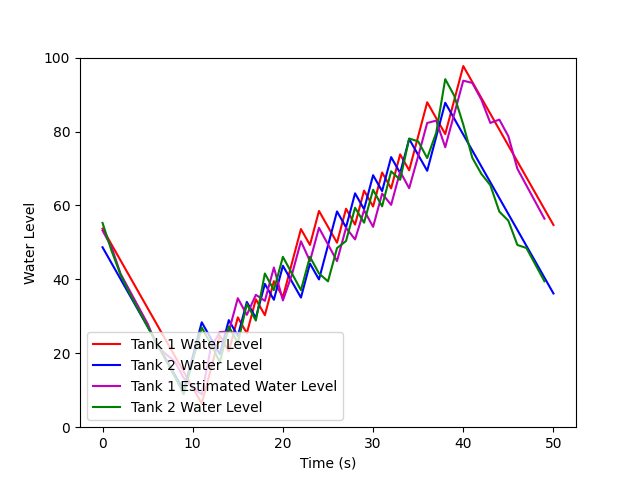 100
80
60
40
20
0
Water Level
Tank 1 Water Level
Tank 2 Water Level
Tank 1 Estimated Water Level
Tank 2 Water Level
0 10 20 30 40 50
Time (s)